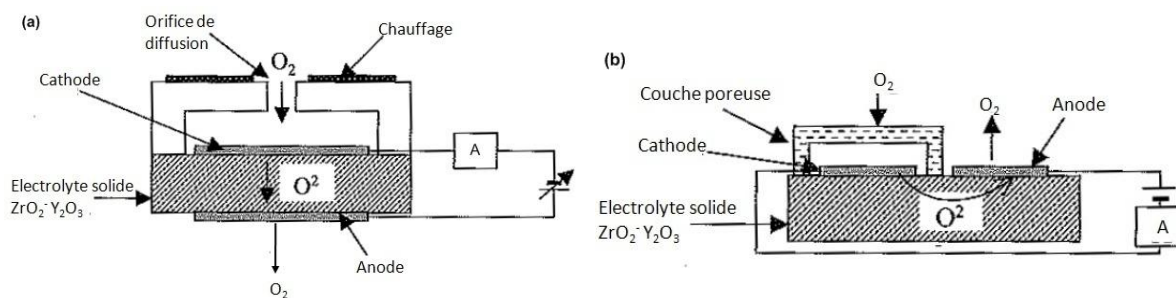 (a)
Orifice de
diffusion
Chauffage
O₂
Cathode
A
O²
Electrolyte solide
ZrO₂-Y₂O₃
Anode
O₂
(b)
O₂
Couche poreuse
O₂
Anode
Cathode
O²
Electrolyte solide
ZrO₂-Y₂O₃
A